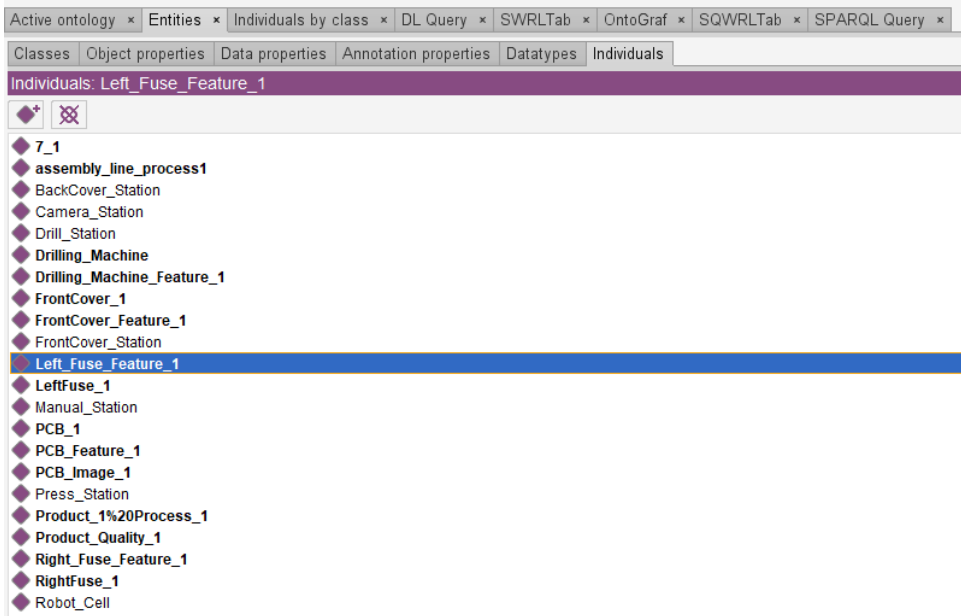 Active ontology × Entities × Individuals by class × DL Query × SWRLTab × OntoGraf × SQWRLTab × SPARQL Query ×
Classes Object properties Data properties Annotation properties Datatypes Individuals
Individuals: Left_Fuse_Feature_1
7_1
assembly_line_process1
BackCover_Station
Camera_Station
Drill_Station
Drilling_Machine
Drilling_Machine_Feature_1
FrontCover_1
FrontCover_Feature_1
FrontCover_Station
Left_Fuse_Feature_1
LeftFuse_1
Manual_Station
PCB_1
PCB_Feature_1
PCB_Image_1
Press_Station
Product_1%20Process_1
Product_Quality_1
Right_Fuse_Feature_1
RightFuse_1
Robot_Cell